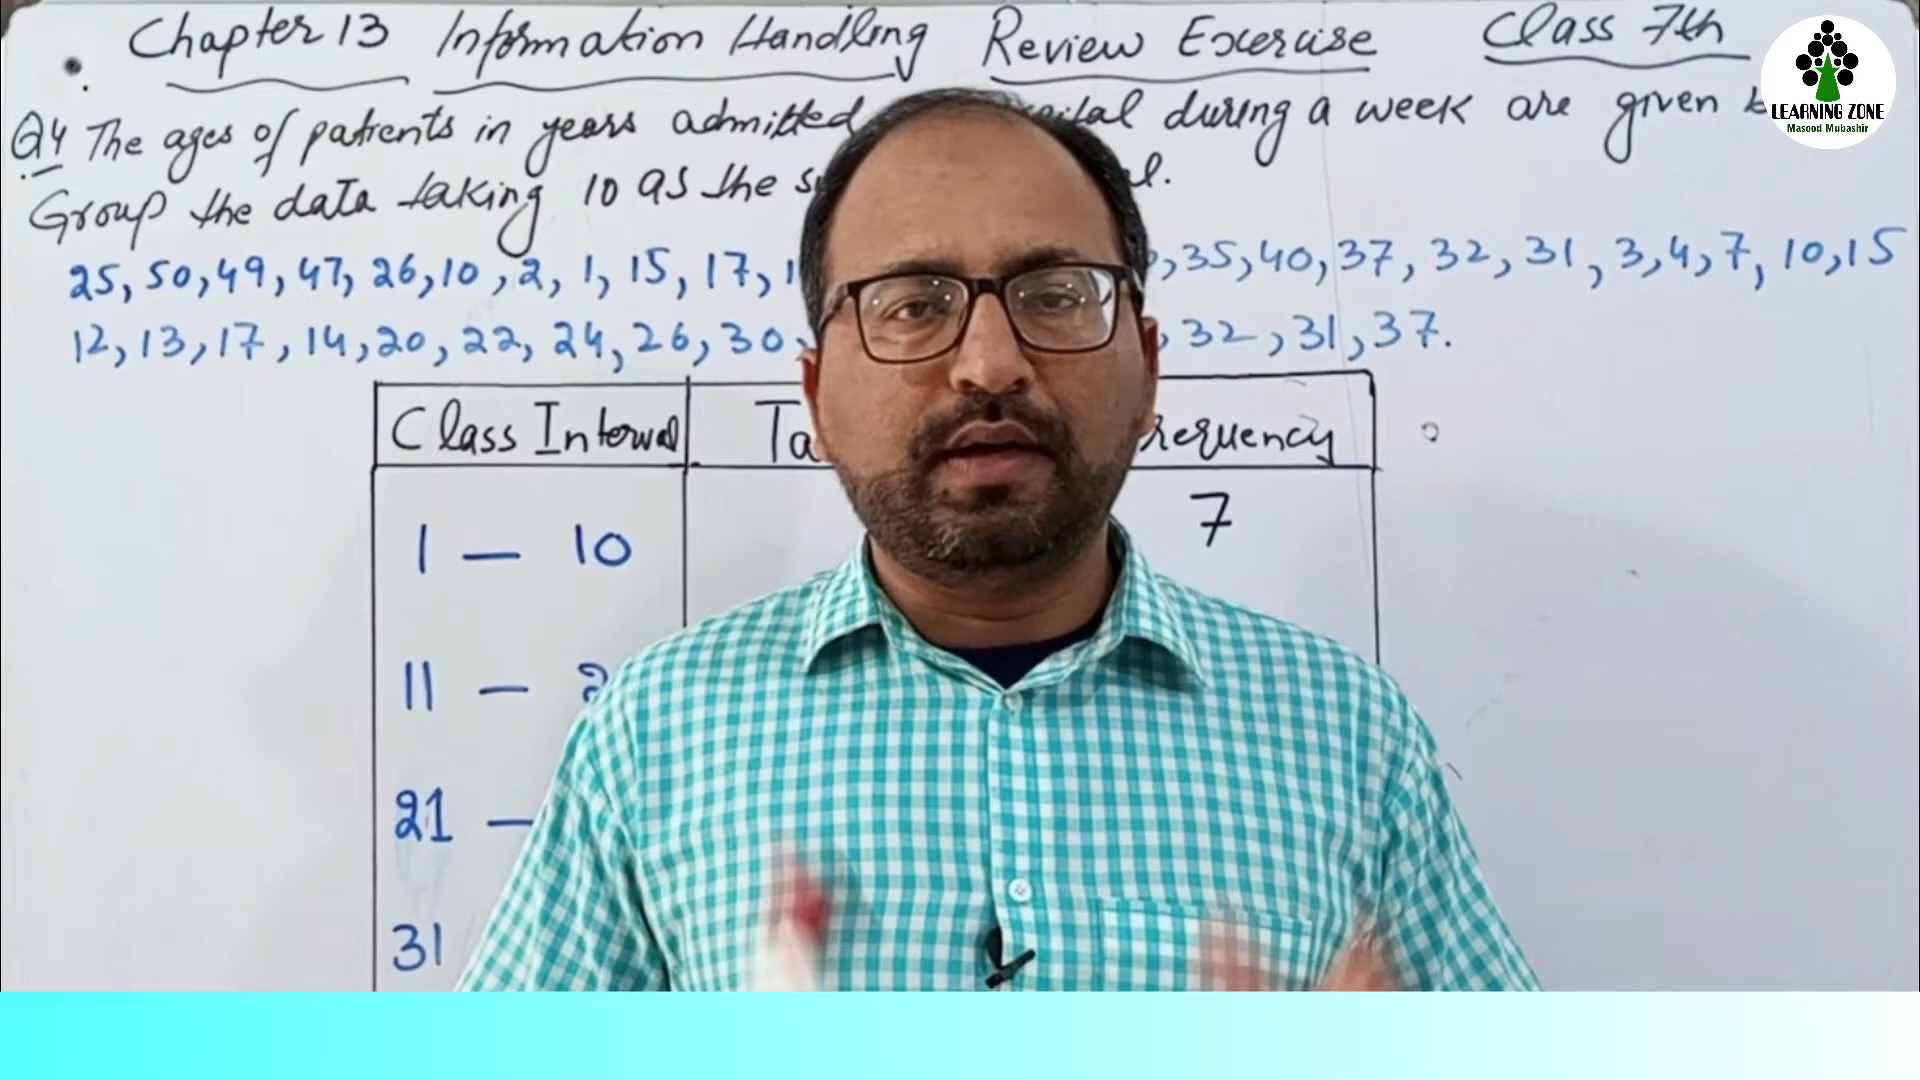 Chapter 13 Information Handling Review Exercise Class 7th
LEARNING ZONE
Masood Mubashir
Q4 The ages of patients in years admitted during a week are given
Group the data taking 10 as the
25, 50, 49, 47, 26, 10, 2, 1, 15, 17, , 35, 40, 37, 32, 31, 3, 4, 7, 10, 15
12, 13, 17, 14, 20, 22, 24, 26, 30, , 32, 31, 37.
Class Interval
7
1 — 10
11 —
21 —
31